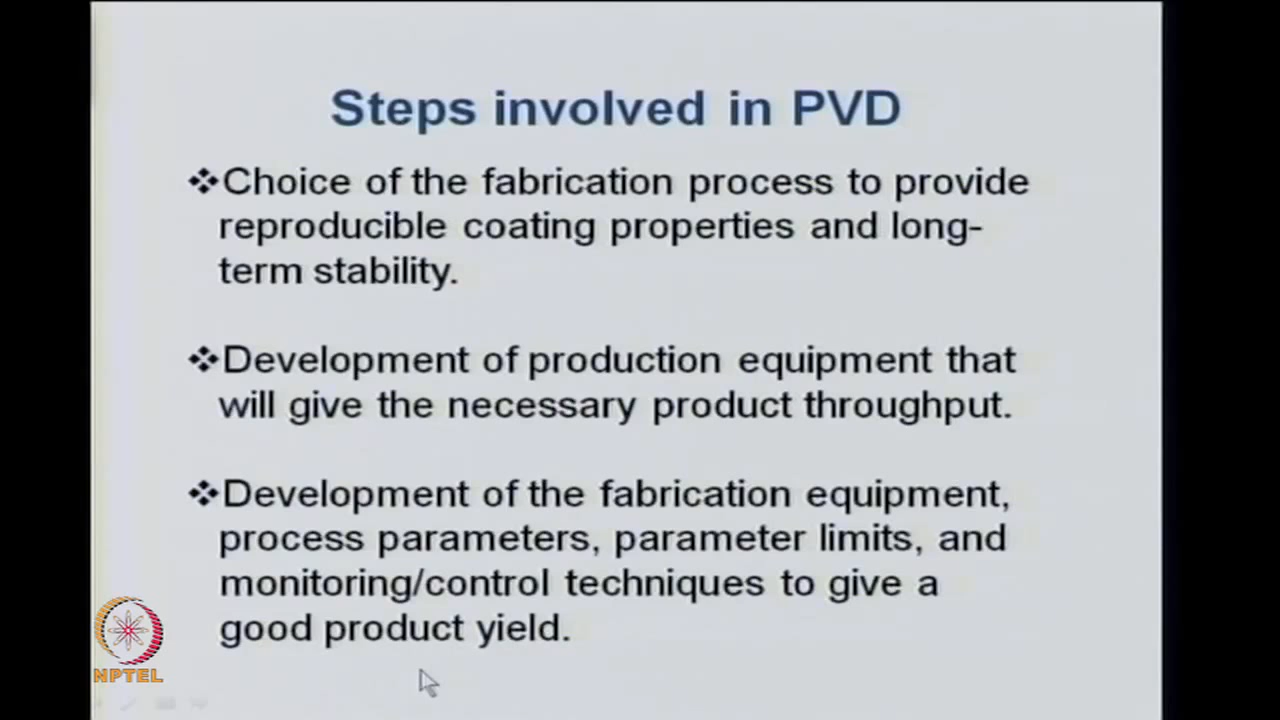 Steps involved in PVD
❖Choice of the fabrication process to provide
reproducible coating properties and long-
term stability.
❖Development of production equipment that
will give the necessary product throughput.
❖Development of the fabrication equipment,
process parameters, parameter limits, and
monitoring/control techniques to give a
good product yield.
NPTEL